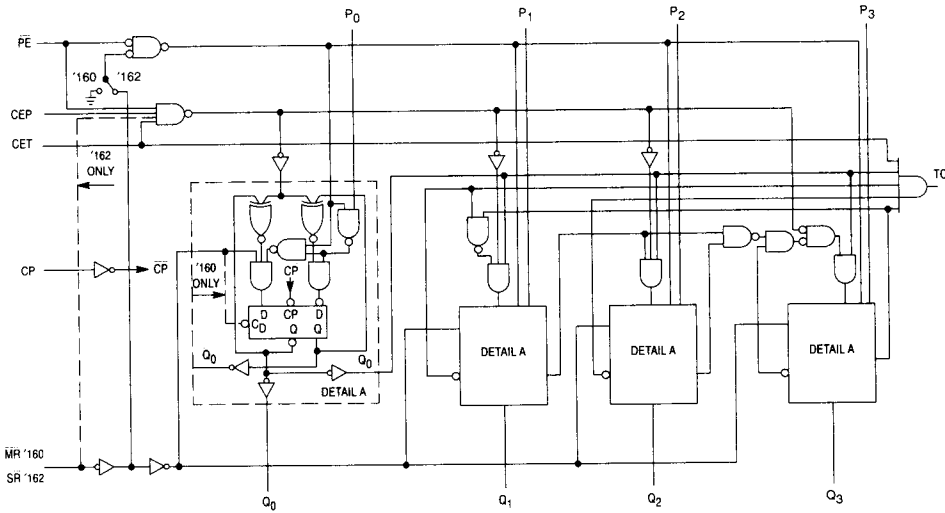 P0
P1
P2
P3
PE
'160
'162
CEP
CET
'162
ONLY
TC
CP
CP
'160
ONLY
CP
D
CP
D
C
D
Q
Q
Q0
Q0
DETAIL A
DETAIL A
DETAIL A
DETAIL A
MR '160
SR '162
Q0
Q1
Q2
Q3